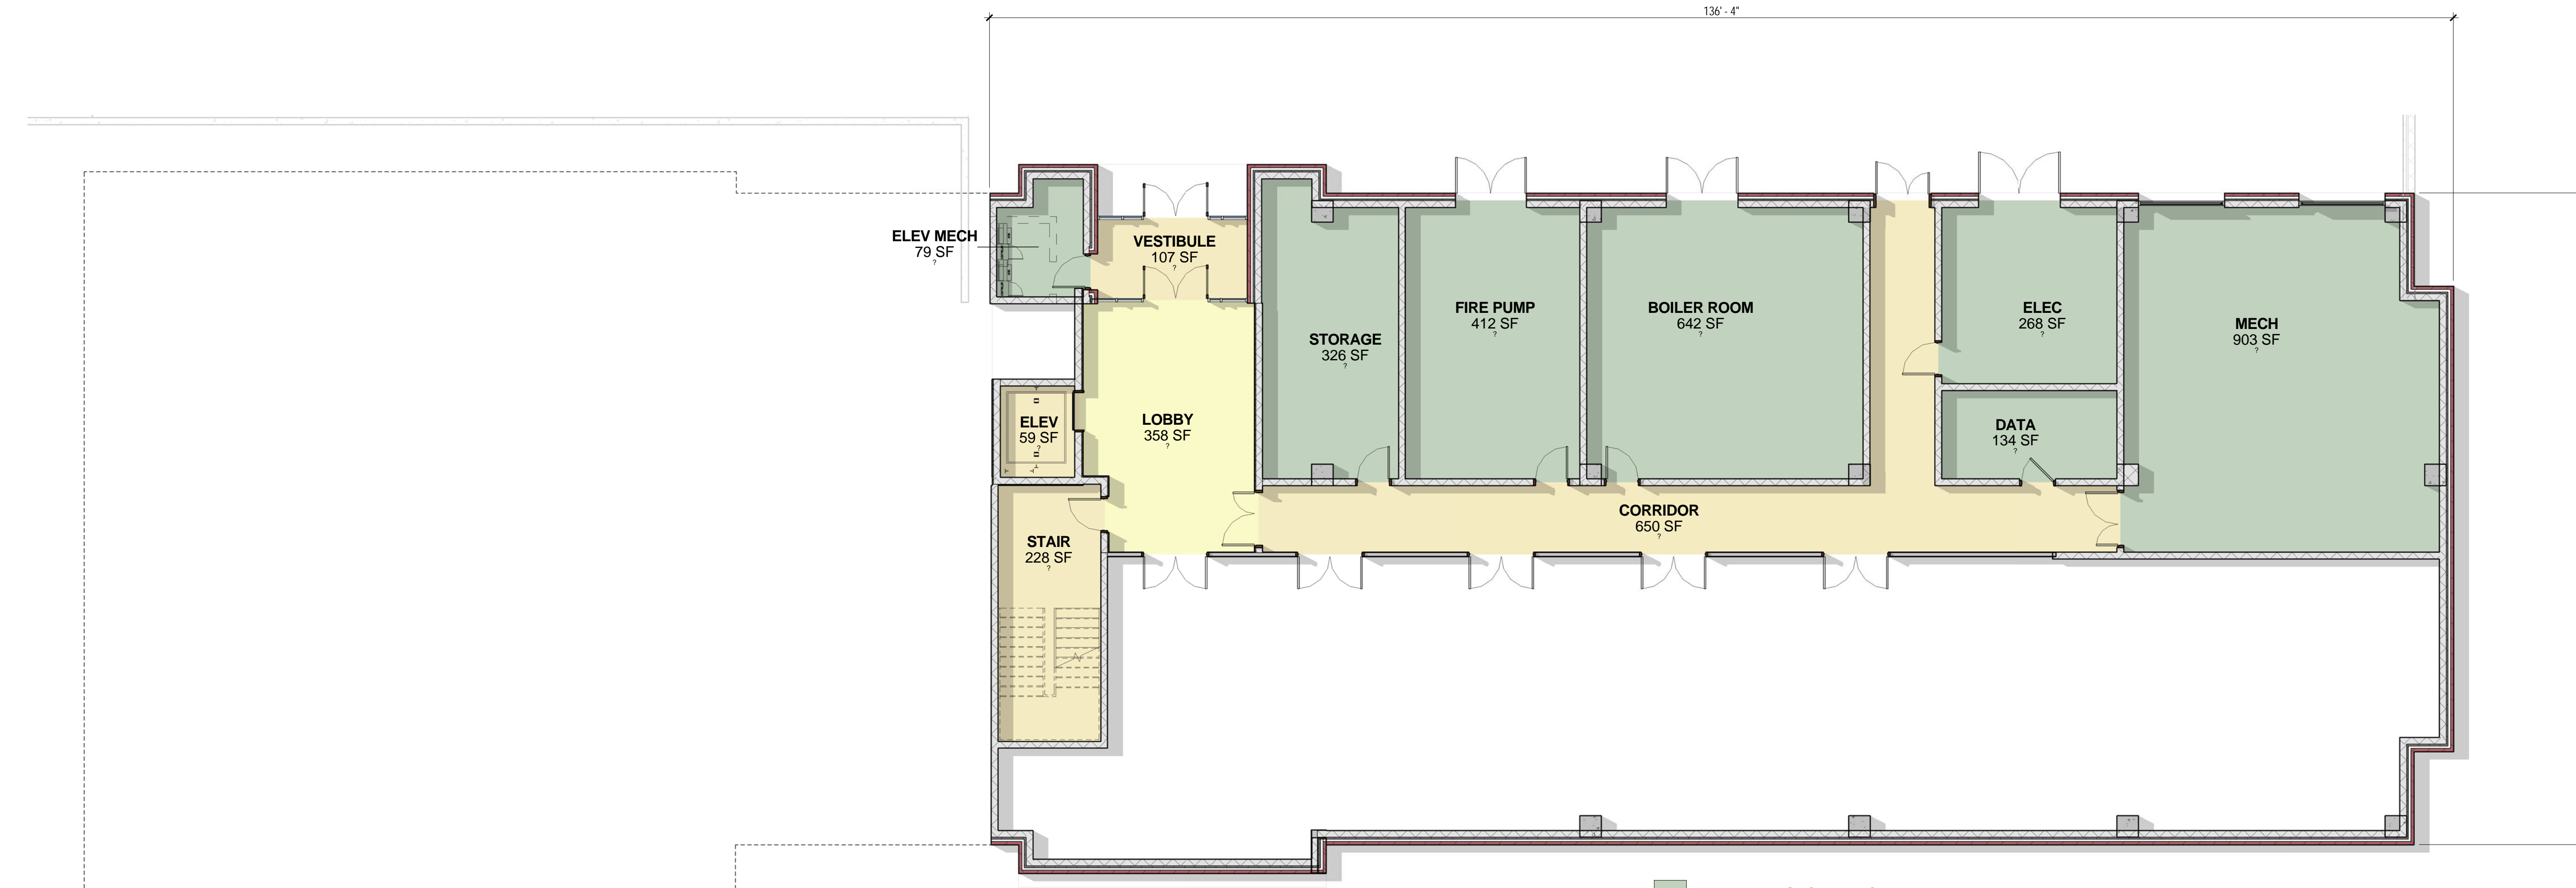 136' - 4"
ELEV MECH
79 SF
?
VESTIBULE
107 SF
?
STORAGE
326 SF
?
FIRE PUMP
412 SF
?
BOILER ROOM
642 SF
?
ELEC
268 SF
?
MECH
903 SF
?
ELEV
59 SF
?
LOBBY
358 SF
?
DATA
134 SF
?
CORRIDOR
650 SF
?
STAIR
228 SF
?